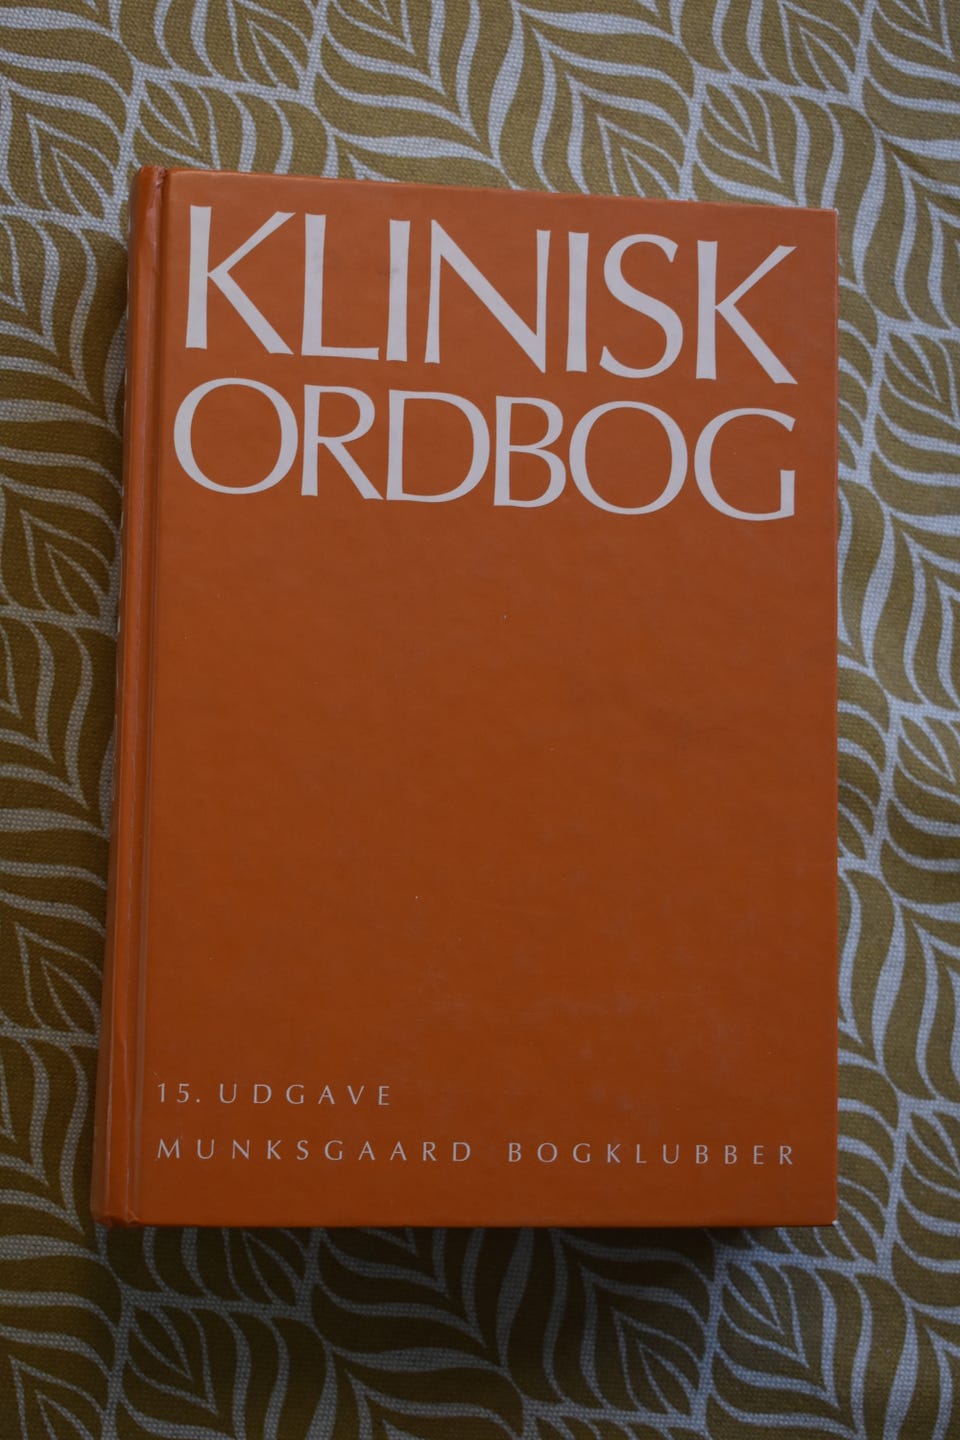 KLINISK
ORDBOG
15. UDGAVE
MUNKSGAARD BOGKLUBBER